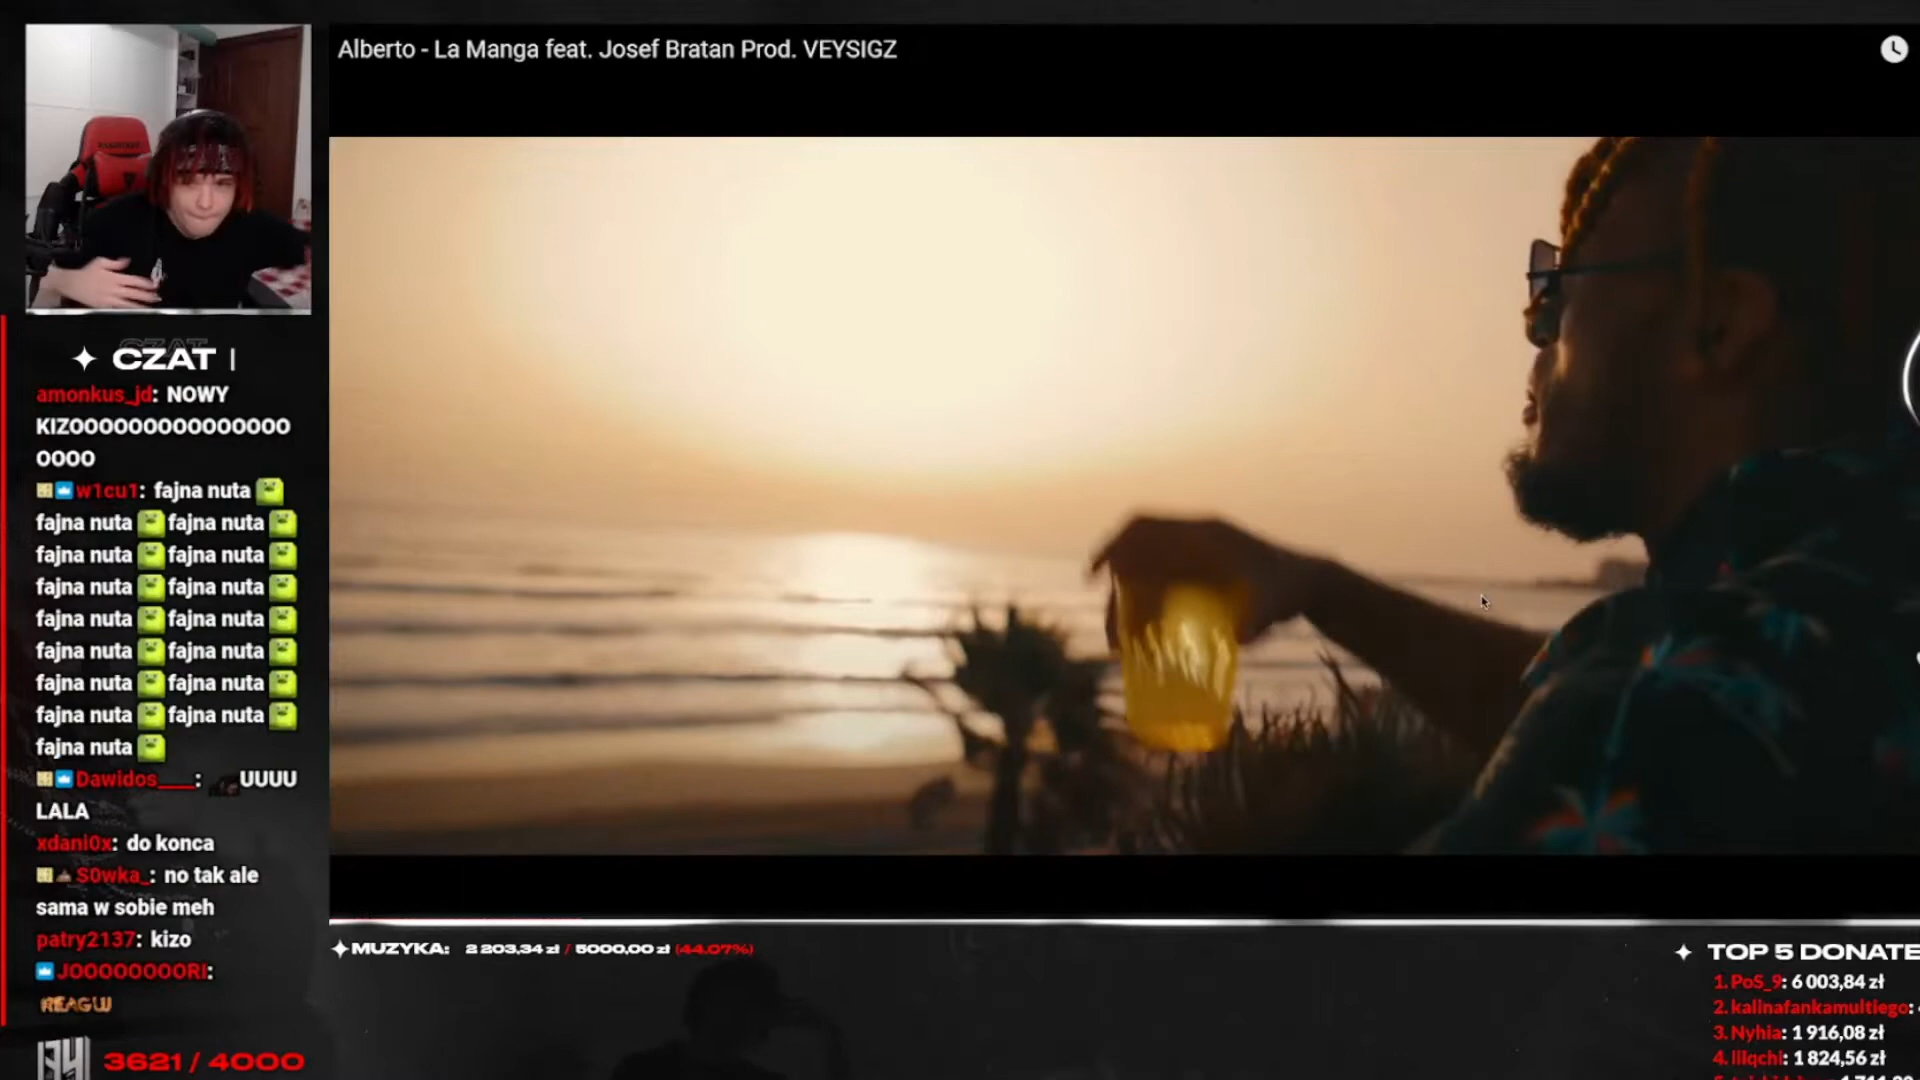 Alberto - La Manga feat. Josef Bratan Prod. VEYSIGZ
CZAT |
amonkus_jd: NOWY
KIZOOOOOOOOOOOOOOO
OOOO
w1cu1: fajna nuta
fajna nuta fajna nuta
fajna nuta fajna nuta
fajna nuta fajna nuta
fajna nuta fajna nuta
fajna nuta fajna nuta
fajna nuta fajna nuta
fajna nuta fajna nuta
fajna nuta
Dawidos___: UUUU
LALA
xdani0x: do konca
S0wka_: no tak ale
sama w sobie meh
patry2137: kizo
JOOOOOOOORI:
REAGUJ
3621 / 4000
MUZYKA: 2 203,34 zł / 5000,00 zł (44.07%)
TOP 5 DONATE
1. PoS_9: 6 003,84 zł
2. kalinafankamultiego:
3. Nyhia: 1 916,08 zł
4. lilqchi: 1 824,56 zł